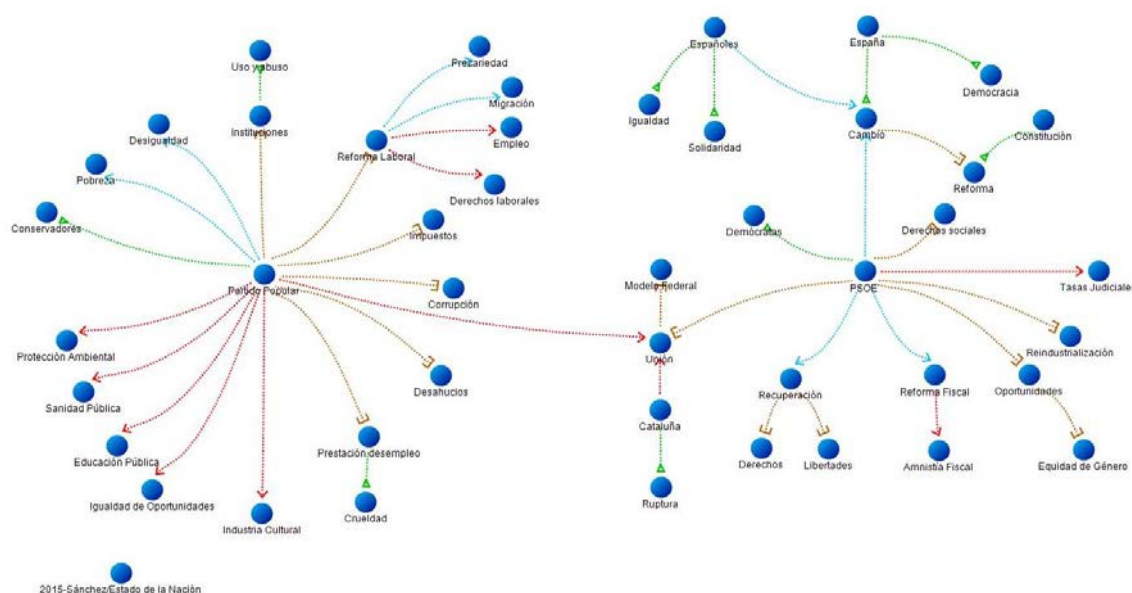 Españoles
España
Uso y abuso
Precariedad
Democracia
Migración
Igualdad
Instituciones
Cambio
Constitución
Desigualdad
Empleo
Solidaridad
Reforma Laboral
Pobreza
Reforma
Derechos laborales
Conservadores
Impuestos
Demócratas
Derechos sociales
Partido Popular
Corrupción
Modelo Federal
PSOE
Tasas Judiciales
Protección Ambiental
Unión
Reindustrialización
Sanidad Pública
Desahucios
Recuperación
Reforma Fiscal
Oportunidades
Cataluña
Educación Pública
Prestación desempleo
Derechos
Libertades
Amnistía Fiscal
Equidad de Género
Igualdad de Oportunidades
Ruptura
Industria Cultural
Crueldad
2015-Sánchez/Estado de la Nación